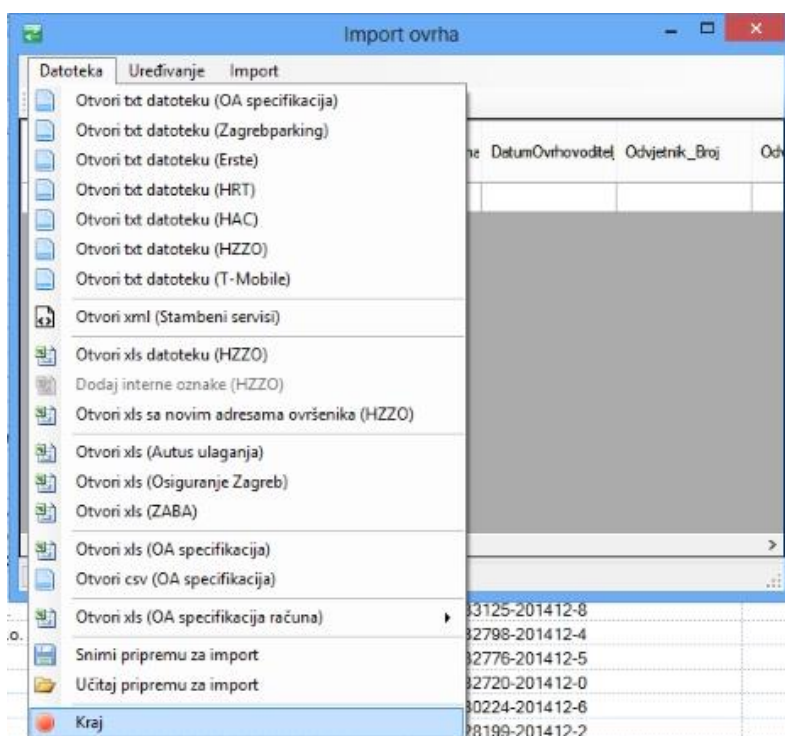 Import ovrha
Datoteka Uređivanje Import
Otvori txt datoteku (OA specifikacija)
Otvori txt datoteku (Zagrebparking)
Otvori txt datoteku (Erste)
Otvori txt datoteku (HRT)
Otvori txt datoteku (HAC)
Otvori txt datoteku (HZZO)
Otvori txt datoteku (T-Mobile)
Otvori xml (Stambeni servisi)
Otvori xls datoteku (HZZO)
Dodaj interne oznake (HZZO)
Otvori xls sa novim adresama ovršenika (HZZO)
Otvori xls (Autus ulaganja)
Otvori xls (Osiguranje Zagreb)
Otvori xls (ZABA)
Otvori xls (OA specifikacija)
Otvori csv (OA specifikacija)
Otvori xls (OA specifikacija računa)
Snimi pripremu za import
Učitaj pripremu za import
Kraj
DatumOvrhovoditelj Odvjetnik_Broj Odv
33125-201412-8
.o. 32798-201412-4
32776-201412-5
32720-201412-0
30224-201412-6
28199-201412-2